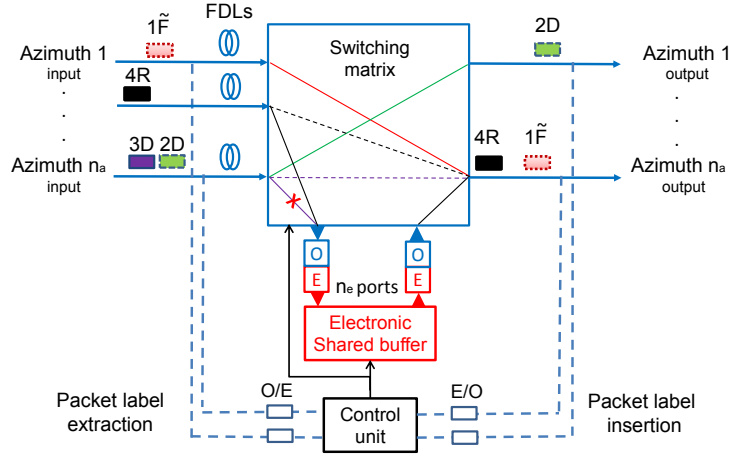 1F̃
FDLs
2D
Azimuth 1
input
Switching
matrix
Azimuth 1
output
4R
.
.
.
.
.
.
3D
2D
4R
1F̃
Azimuth na
input
Azimuth na
output
O
O
E
E
ne ports
Electronic
Shared buffer
O/E
E/O
Packet label
extraction
Control
unit
Packet label
insertion